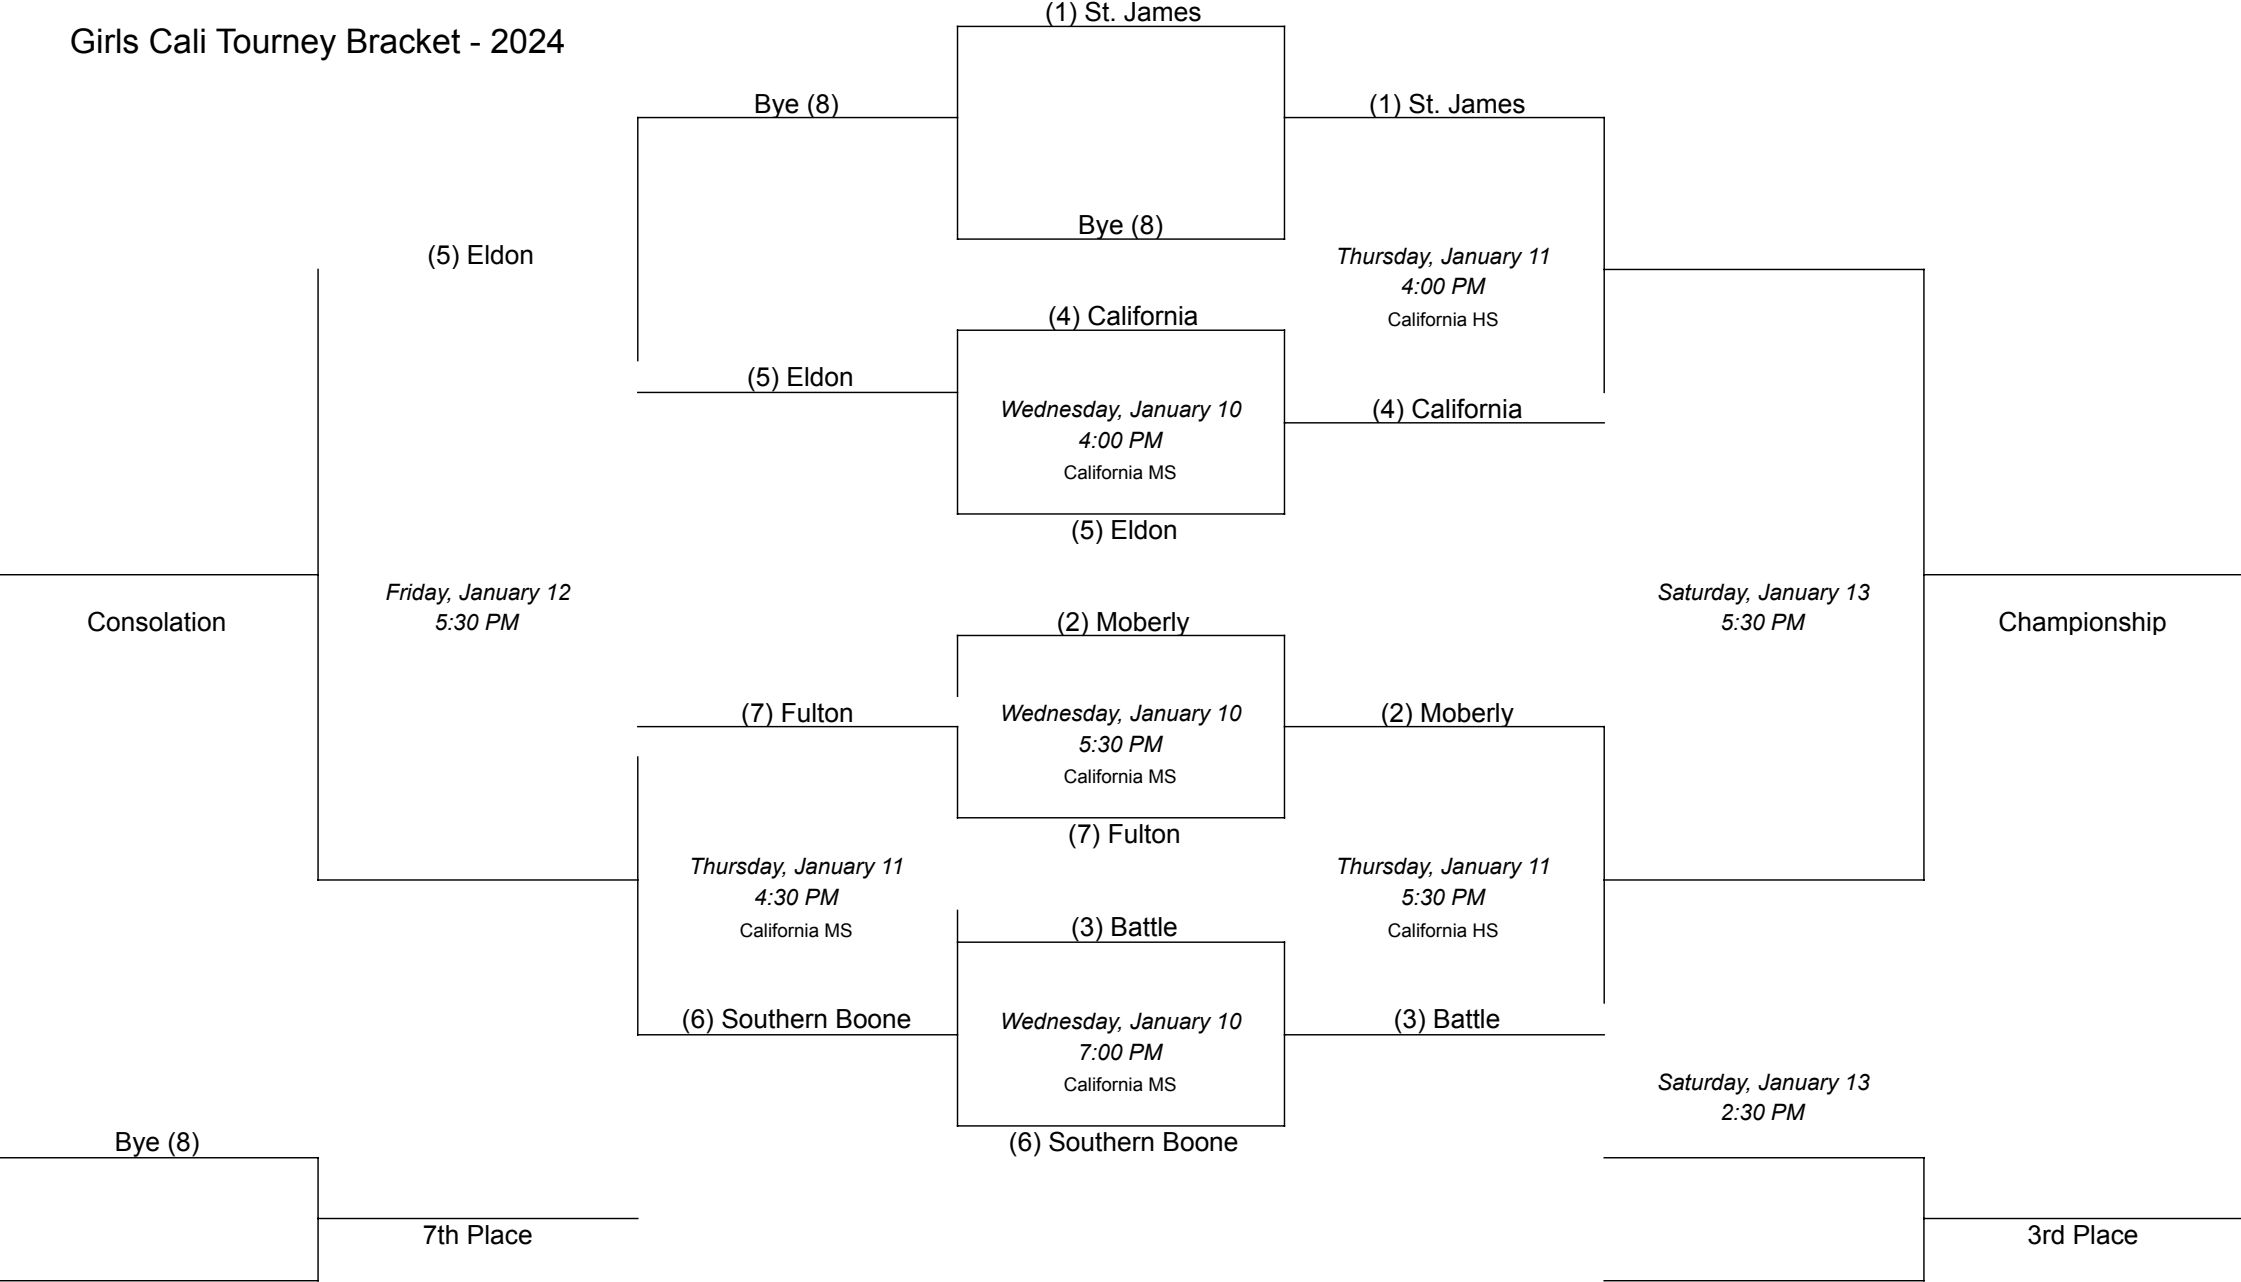 (1) St. James
Girls Cali Tourney Bracket - 2024
Bye (8)
(1) St. James
Bye (8)
(5) Eldon
Thursday, January 11
4:00 PM
California HS
(4) California
(5) Eldon
Wednesday, January 10
4:00 PM
California MS
(4) California
(5) Eldon
Friday, January 12
5:30 PM
Consolation
(2) Moberly
Saturday, January 13
5:30 PM
Championship
(7) Fulton
Wednesday, January 10
5:30 PM
California MS
(2) Moberly
(7) Fulton
Thursday, January 11
4:30 PM
California MS
Thursday, January 11
5:30 PM
California HS
(3) Battle
(6) Southern Boone
Wednesday, January 10
7:00 PM
California MS
(3) Battle
Saturday, January 13
2:30 PM
Bye (8)
(6) Southern Boone
7th Place
3rd Place